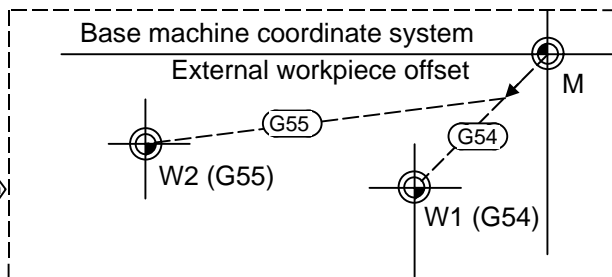 Base machine coordinate system
External workpiece offset
M
G55
G54
W2 (G55)
W1 (G54)